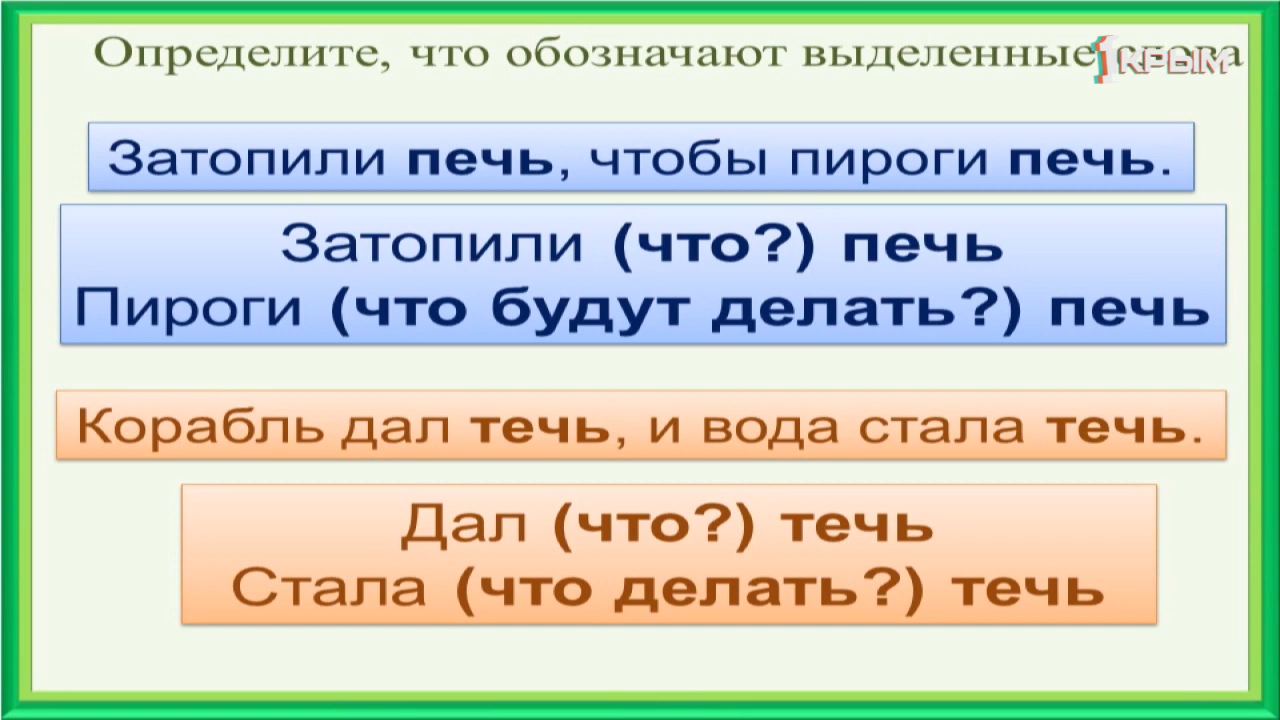 Определите, что обозначают выделенные слова
1 КРЫМ
Затопили печь, чтобы пироги печь.
Затопили (что?) печь
Пироги (что будут делать?) печь
Корабль дал течь, и вода стала течь.
Дал (что?) течь
Стала (что делать?) течь